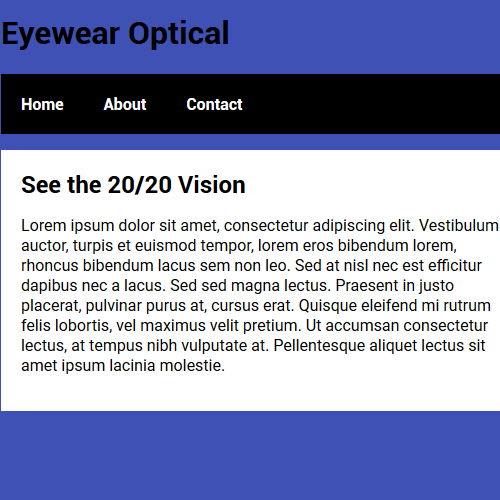 Eyewear Optical
Home About Contact
See the 20/20 Vision
Lorem ipsum dolor sit amet, consectetur adipiscing elit. Vestibulum
auctor, turpis et euismod tempor, lorem eros bibendum lorem,
rhoncus bibendum lacus sem non leo. Sed at nisl nec est efficitur
dapibus nec a lacus. Sed sed magna lectus. Praesent in justo
placerat, pulvinar purus at, cursus erat. Quisque eleifend mi rutrum
felis lobortis, vel maximus velit pretium. Ut accumsan consectetur
lectus, at tempus nibh vulputate at. Pellentesque aliquet lectus sit
amet ipsum lacinia molestie.